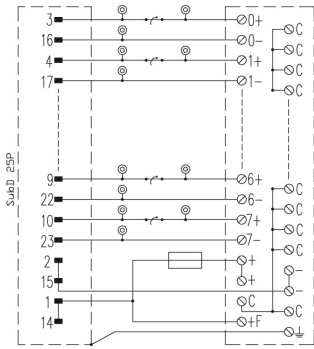 3 0+ C
16 0- C
4 1+ C
17 1- C
SubD 25P
9 6+ C
22 6- C
10 7+ C
23 7- C
2 + -
15 + -
1 C C
14 +F